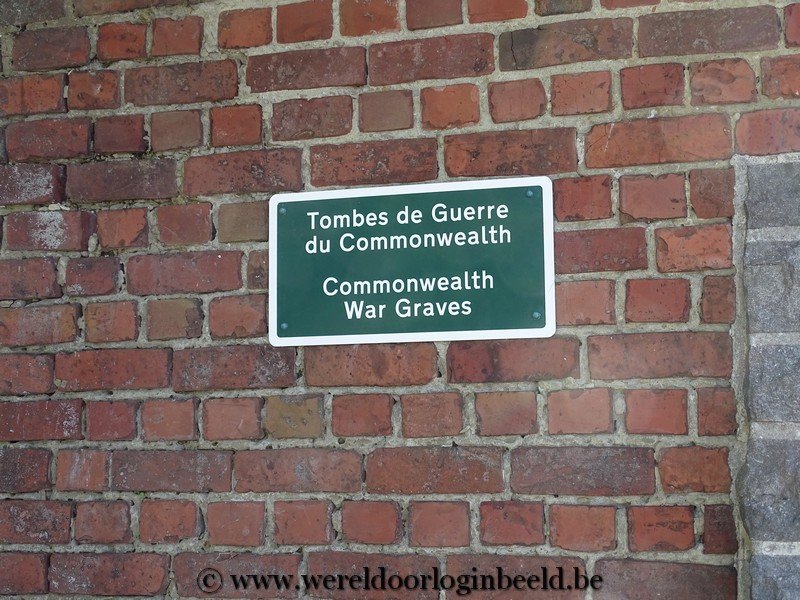 Tombes de Guerre
du Commonwealth
Commonwealth
War Graves
© www.wereldoorloginbeeld.be